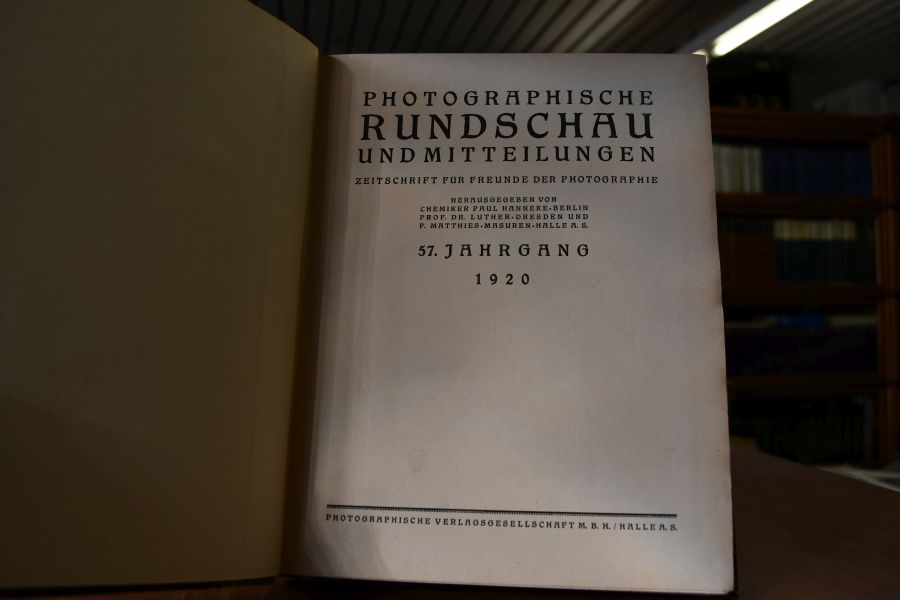 PHOTOGRAPHISCHE
RUNDSCHAU
UND MITTEILUNGEN
ZEITSCHRIFT FÜR FREUNDE DER PHOTOGRAPHIE
HERAUSGEGEBEN VON
CHEMIKER PAUL HANNEKE-BERLIN
PROF. DR. LUTHER-DRESDEN UND
F. MATTHIES-MASUREN-HALLE A. S.
57. JAHRGANG
1920
PHOTOGRAPHISCHE VERLAGSGESELLSCHAFT M. B. H. / HALLE A. S.